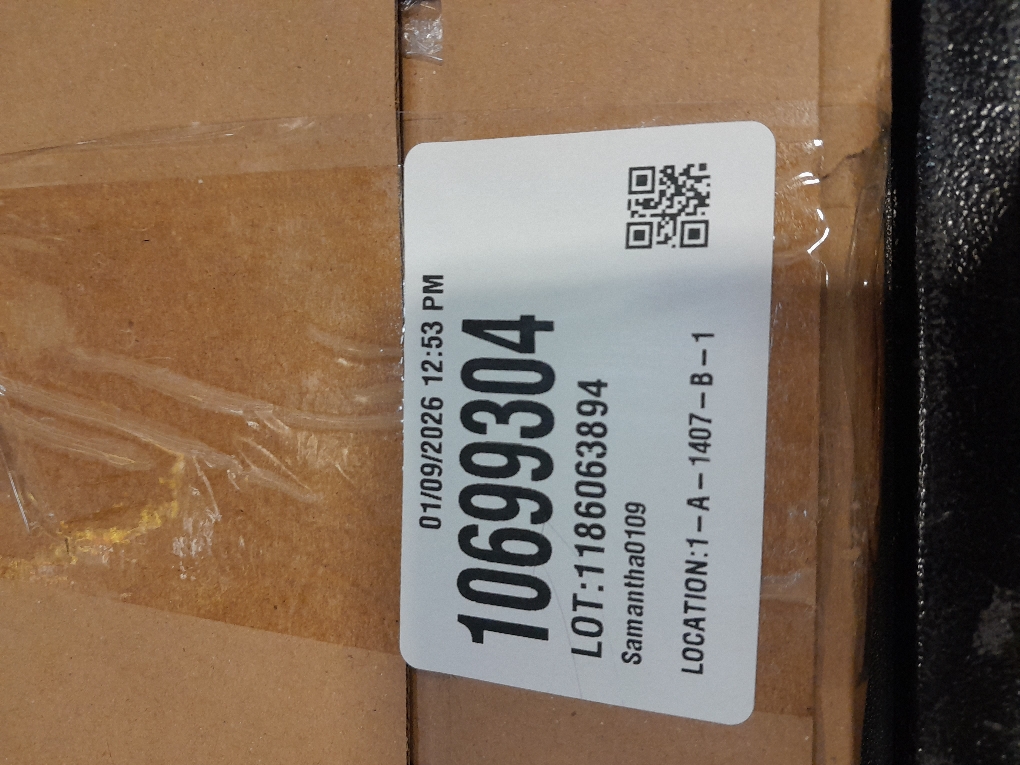 01/09/2026 12:53 PM
10699304
LOT:1186063894
Samantha0109
LOCATION:1-A-1407-B-1